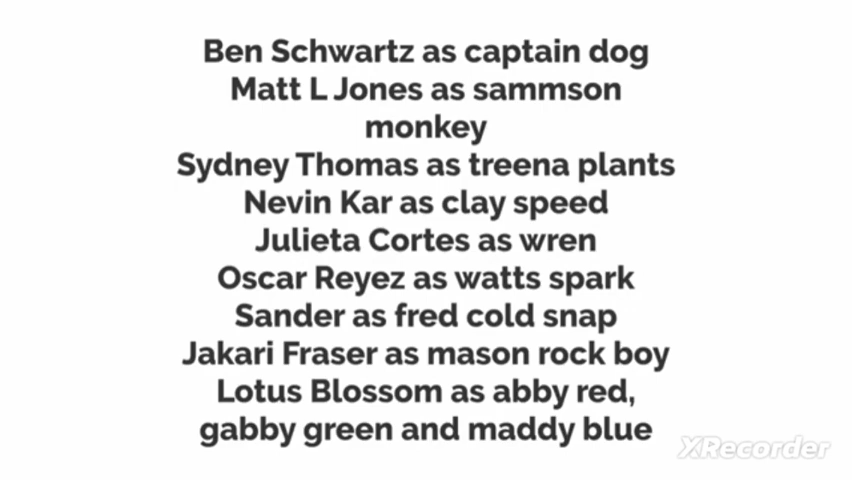 Ben Schwartz as captain dog
Matt L Jones as sammson
monkey
Sydney Thomas as treena plants
Nevin Kar as clay speed
Julieta Cortes as wren
Oscar Reyez as watts spark
Sander as fred cold snap
Jakari Fraser as mason rock boy
Lotus Blossom as abby red,
gabby green and maddy blue
XRecorder